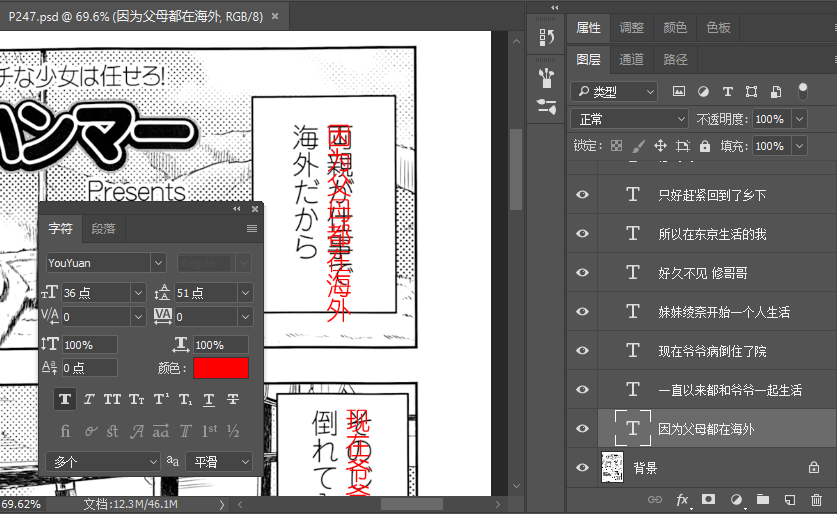 P247.psd @ 69.6% (因为父母都在海外, RGB/8) ×
チな少女は任せろ!
ハンマー
Presents
海外だから
因为父母都在海外
倒れて
现在爷爷
字符 段落
YouYuan
Regular
36 点 51 点
0 0
100% 100%
0 点 颜色:
T T TT Tt T¹ T₁ T T
fi st A ad T 1st ½
多个 aa 平滑
69.62% 文档:12.3M/46.1M
属性 调整 颜色 色板
图层 通道 路径
类型
正常 不透明度: 100%
锁定: 填充: 100%
只好赶紧回到了乡下
所以在东京生活的我
好久不见 修哥哥
妹妹绫奈开始一个人生活
现在爷爷病倒住了院
一直以来都和爷爷一起生活
因为父母都在海外
背景
fx